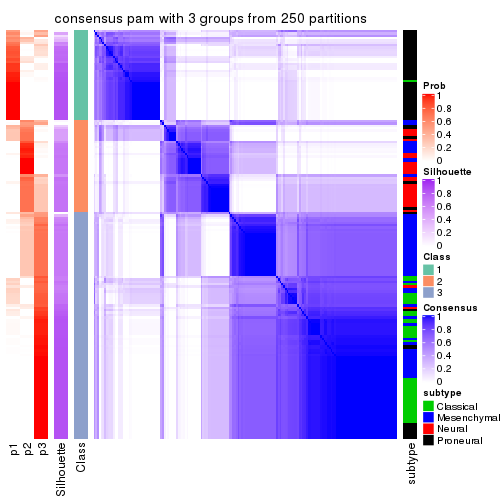 consensus pam with 3 groups from 250 partitions
Prob
1
0.8
0.6
0.4
0.2
0
Silhouette
1
0.8
0.6
0.4
0.2
0
Class
1
2
3
Consensus
1
0.8
0.6
0.4
0.2
0
subtype
Classical
Mesenchymal
Neural
Proneural
p1
p2
p3
Silhouette
Class
subtype